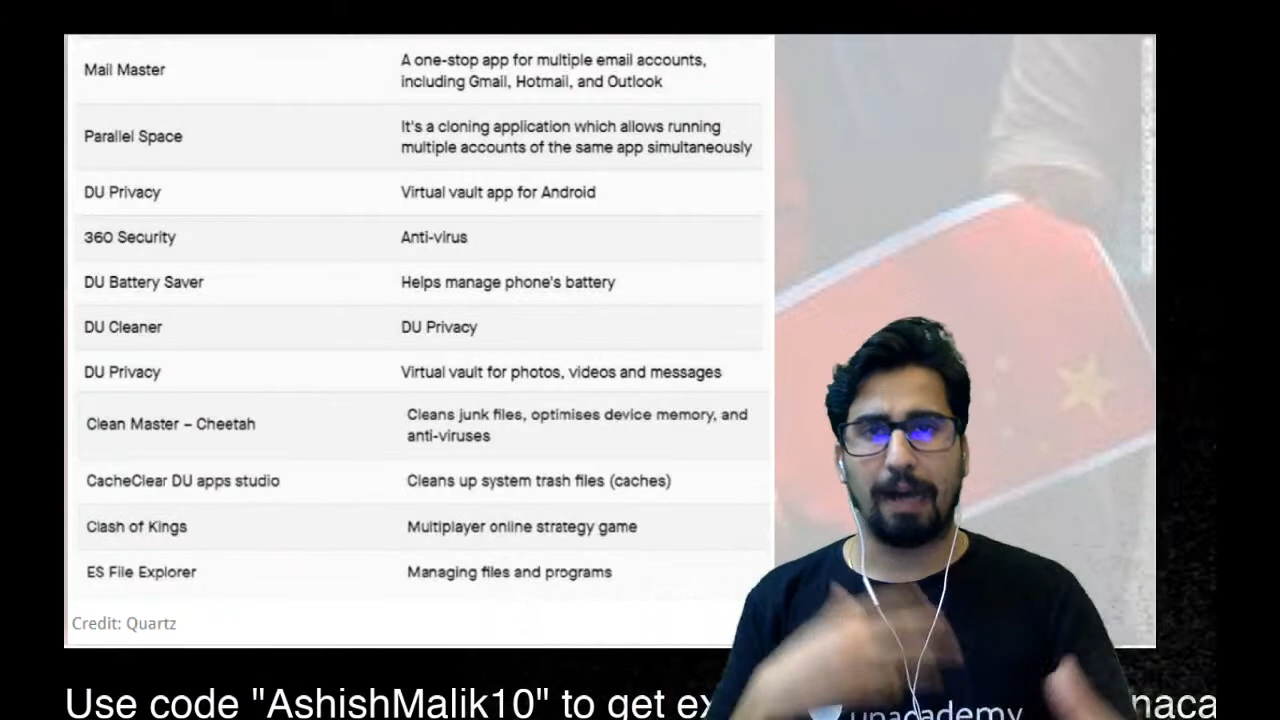 Mail Master
A one-stop app for multiple email accounts,
including Gmail, Hotmail, and Outlook
Parallel Space
It's a cloning application which allows running
multiple accounts of the same app simultaneously
DU Privacy
Virtual vault app for Android
360 Security
Anti-virus
DU Battery Saver
Helps manage phone's battery
DU Cleaner
DU Privacy
DU Privacy
Virtual vault for photos, videos and messages
Clean Master – Cheetah
Cleans junk files, optimises device memory, and
anti-viruses
CacheClear DU apps studio
Cleans up system trash files (caches)
Clash of Kings
Multiplayer online strategy game
ES File Explorer
Managing files and programs
Credit: Quartz
Use code "AshishMalik10" to get
unacademy